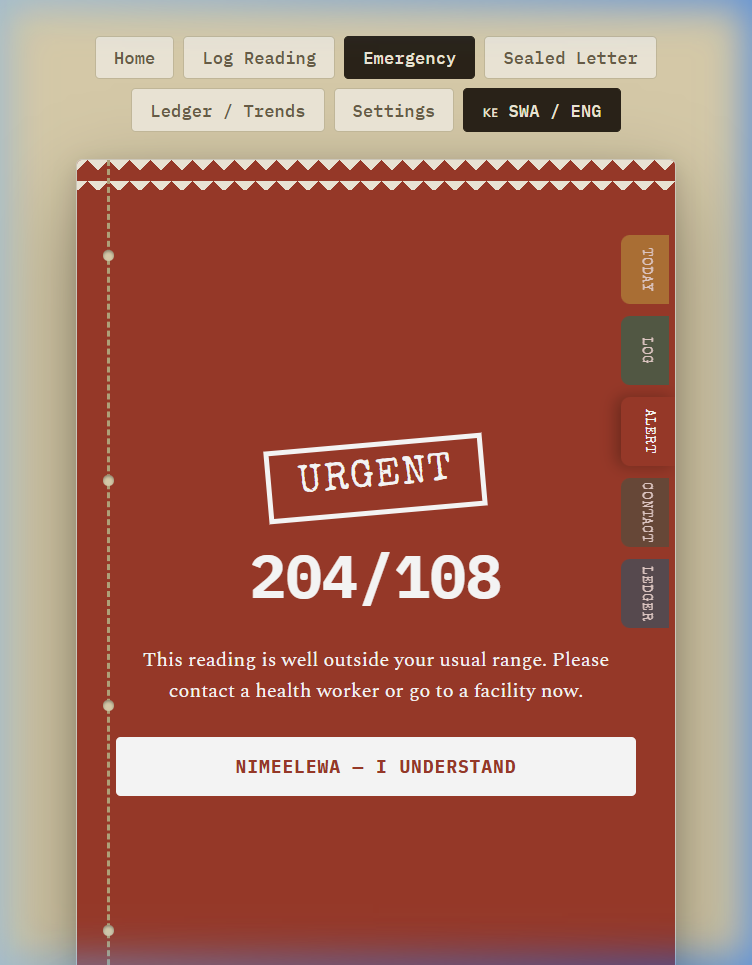 Home
Log Reading
Emergency
Sealed Letter
Ledger / Trends
Settings
KE SWA / ENG
TODAY
LOG
ALERT
CONTACT
LEDGER
URGENT
204/108
This reading is well outside your usual range. Please
contact a health worker or go to a facility now.
NIMEELEWA — I UNDERSTAND